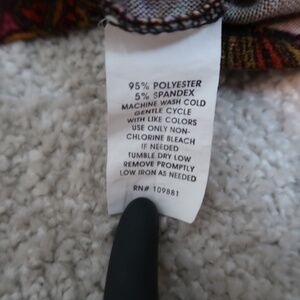 95% POLYESTER
5% SPANDEX
MACHINE WASH COLD
GENTLE CYCLE
WITH LIKE COLORS
USE ONLY NON-
CHLORINE BLEACH
IF NEEDED
TUMBLE DRY LOW
REMOVE PROMPTLY
LOW IRON AS NEEDED
RN# 109881